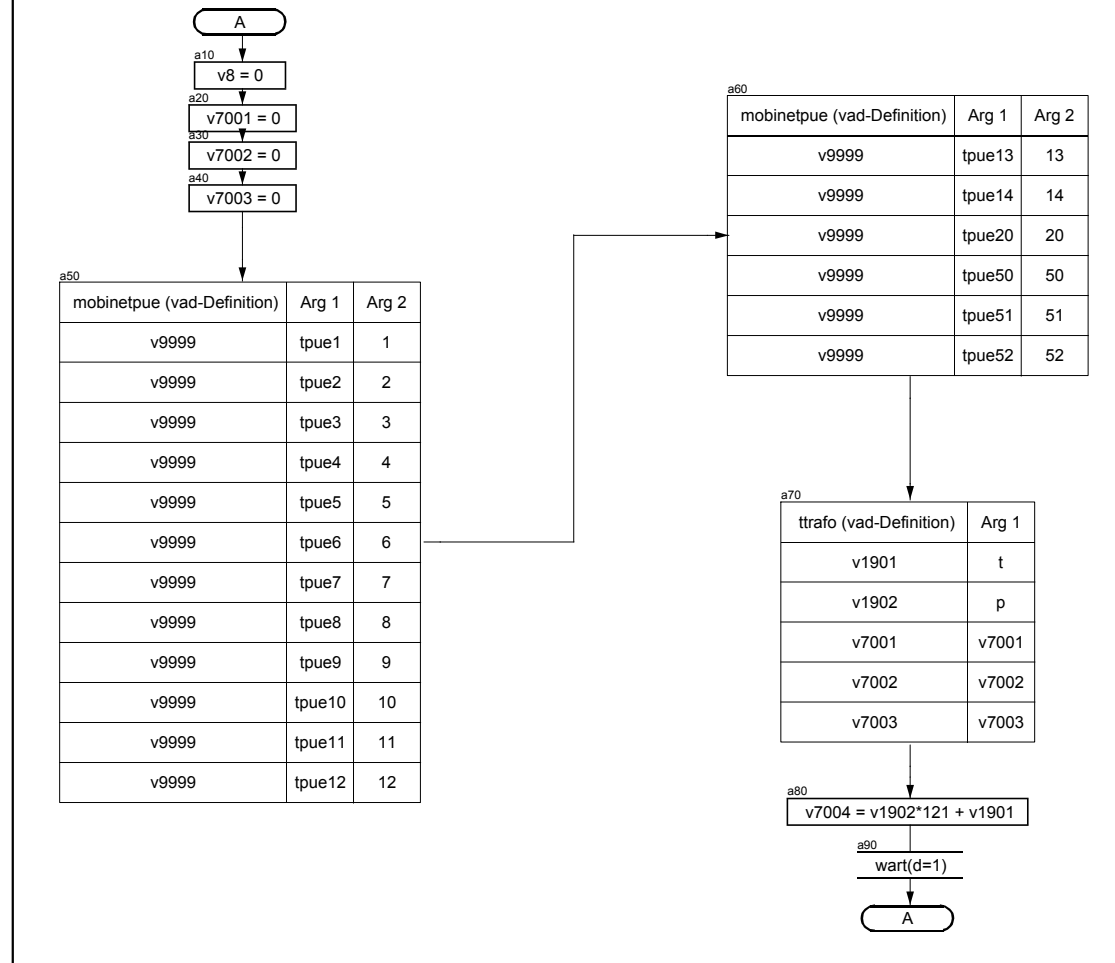 A
a10
v8 = 0
a20
v7001 = 0
a30
v7002 = 0
a40
v7003 = 0
a50
mobinetpue (vad-Definition) Arg 1 Arg 2
v9999 tpue1 1
v9999 tpue2 2
v9999 tpue3 3
v9999 tpue4 4
v9999 tpue5 5
v9999 tpue6 6
v9999 tpue7 7
v9999 tpue8 8
v9999 tpue9 9
v9999 tpue10 10
v9999 tpue11 11
v9999 tpue12 12
a60
mobinetpue (vad-Definition) Arg 1 Arg 2
v9999 tpue13 13
v9999 tpue14 14
v9999 tpue20 20
v9999 tpue50 50
v9999 tpue51 51
v9999 tpue52 52
a70
ttrafo (vad-Definition) Arg 1
v1901 t
v1902 p
v7001 v7001
v7002 v7002
v7003 v7003
a80
v7004 = v1902*121 + v1901
a90
wart(d=1)
A